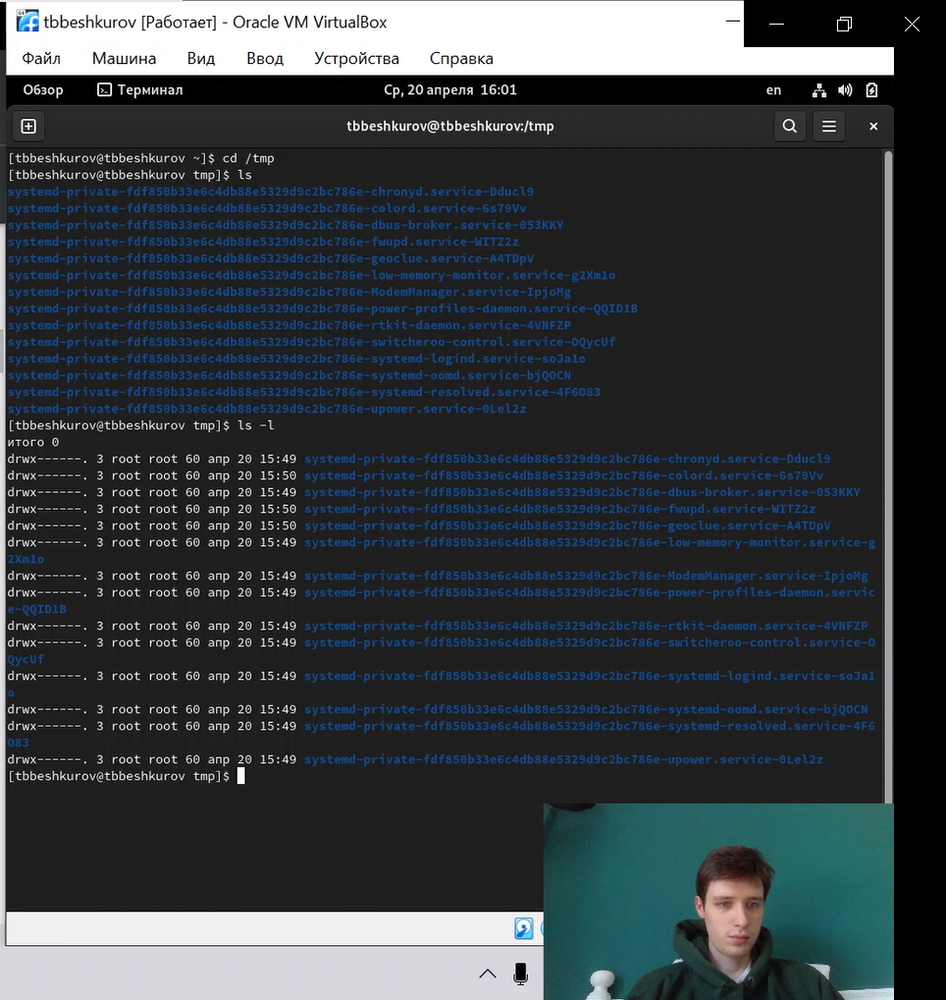 tbbeshkurov [Работает] - Oracle VM VirtualBox
Файл Машина Вид Ввод Устройства Справка
Обзор Терминал Ср, 20 апреля 16:01 en
tbbeshkurov@tbbeshkurov:/tmp
[tbbeshkurov@tbbeshkurov ~]$ cd /tmp
[tbbeshkurov@tbbeshkurov tmp]$ ls
systemd-private-fdf850b33e6c4db88e5329d9c2bc786e-chronyd.service-Dducl9
systemd-private-fdf850b33e6c4db88e5329d9c2bc786e-colord.service-6s79Vv
systemd-private-fdf850b33e6c4db88e5329d9c2bc786e-dbus-broker.service-053KKY
systemd-private-fdf850b33e6c4db88e5329d9c2bc786e-fwupd.service-WITZ2z
systemd-private-fdf850b33e6c4db88e5329d9c2bc786e-geoclue.service-A4TDpV
systemd-private-fdf850b33e6c4db88e5329d9c2bc786e-low-memory-monitor.service-g2Xm1o
systemd-private-fdf850b33e6c4db88e5329d9c2bc786e-ModemManager.service-IpjoMg
systemd-private-fdf850b33e6c4db88e5329d9c2bc786e-power-profiles-daemon.service-QQID1B
systemd-private-fdf850b33e6c4db88e5329d9c2bc786e-rtkit-daemon.service-4VNFZP
systemd-private-fdf850b33e6c4db88e5329d9c2bc786e-switcheroo-control.service-OQycUf
systemd-private-fdf850b33e6c4db88e5329d9c2bc786e-systemd-logind.service-soJa1o
systemd-private-fdf850b33e6c4db88e5329d9c2bc786e-systemd-oomd.service-bjQOCN
systemd-private-fdf850b33e6c4db88e5329d9c2bc786e-systemd-resolved.service-4F6O83
systemd-private-fdf850b33e6c4db88e5329d9c2bc786e-upower.service-0Lel2z
[tbbeshkurov@tbbeshkurov tmp]$ ls -l
итого 0
drwx------. 3 root root 60 апр 20 15:49 systemd-private-fdf850b33e6c4db88e5329d9c2bc786e-chronyd.service-Dducl9
drwx------. 3 root root 60 апр 20 15:50 systemd-private-fdf850b33e6c4db88e5329d9c2bc786e-colord.service-6s79Vv
drwx------. 3 root root 60 апр 20 15:49 systemd-private-fdf850b33e6c4db88e5329d9c2bc786e-dbus-broker.service-053KKY
drwx------. 3 root root 60 апр 20 15:50 systemd-private-fdf850b33e6c4db88e5329d9c2bc786e-fwupd.service-WITZ2z
drwx------. 3 root root 60 апр 20 15:50 systemd-private-fdf850b33e6c4db88e5329d9c2bc786e-geoclue.service-A4TDpV
drwx------. 3 root root 60 апр 20 15:49 systemd-private-fdf850b33e6c4db88e5329d9c2bc786e-low-memory-monitor.service-g
2Xm1o
drwx------. 3 root root 60 апр 20 15:49 systemd-private-fdf850b33e6c4db88e5329d9c2bc786e-ModemManager.service-IpjoMg
drwx------. 3 root root 60 апр 20 15:49 systemd-private-fdf850b33e6c4db88e5329d9c2bc786e-power-profiles-daemon.servic
e-QQID1B
drwx------. 3 root root 60 апр 20 15:49 systemd-private-fdf850b33e6c4db88e5329d9c2bc786e-rtkit-daemon.service-4VNFZP
drwx------. 3 root root 60 апр 20 15:49 systemd-private-fdf850b33e6c4db88e5329d9c2bc786e-switcheroo-control.service-O
QycUf
drwx------. 3 root root 60 апр 20 15:49 systemd-private-fdf850b33e6c4db88e5329d9c2bc786e-systemd-logind.service-soJa1
o
drwx------. 3 root root 60 апр 20 15:49 systemd-private-fdf850b33e6c4db88e5329d9c2bc786e-systemd-oomd.service-bjQOCN
drwx------. 3 root root 60 апр 20 15:49 systemd-private-fdf850b33e6c4db88e5329d9c2bc786e-systemd-resolved.service-4F6
O83
drwx------. 3 root root 60 апр 20 15:49 systemd-private-fdf850b33e6c4db88e5329d9c2bc786e-upower.service-0Lel2z
[tbbeshkurov@tbbeshkurov tmp]$